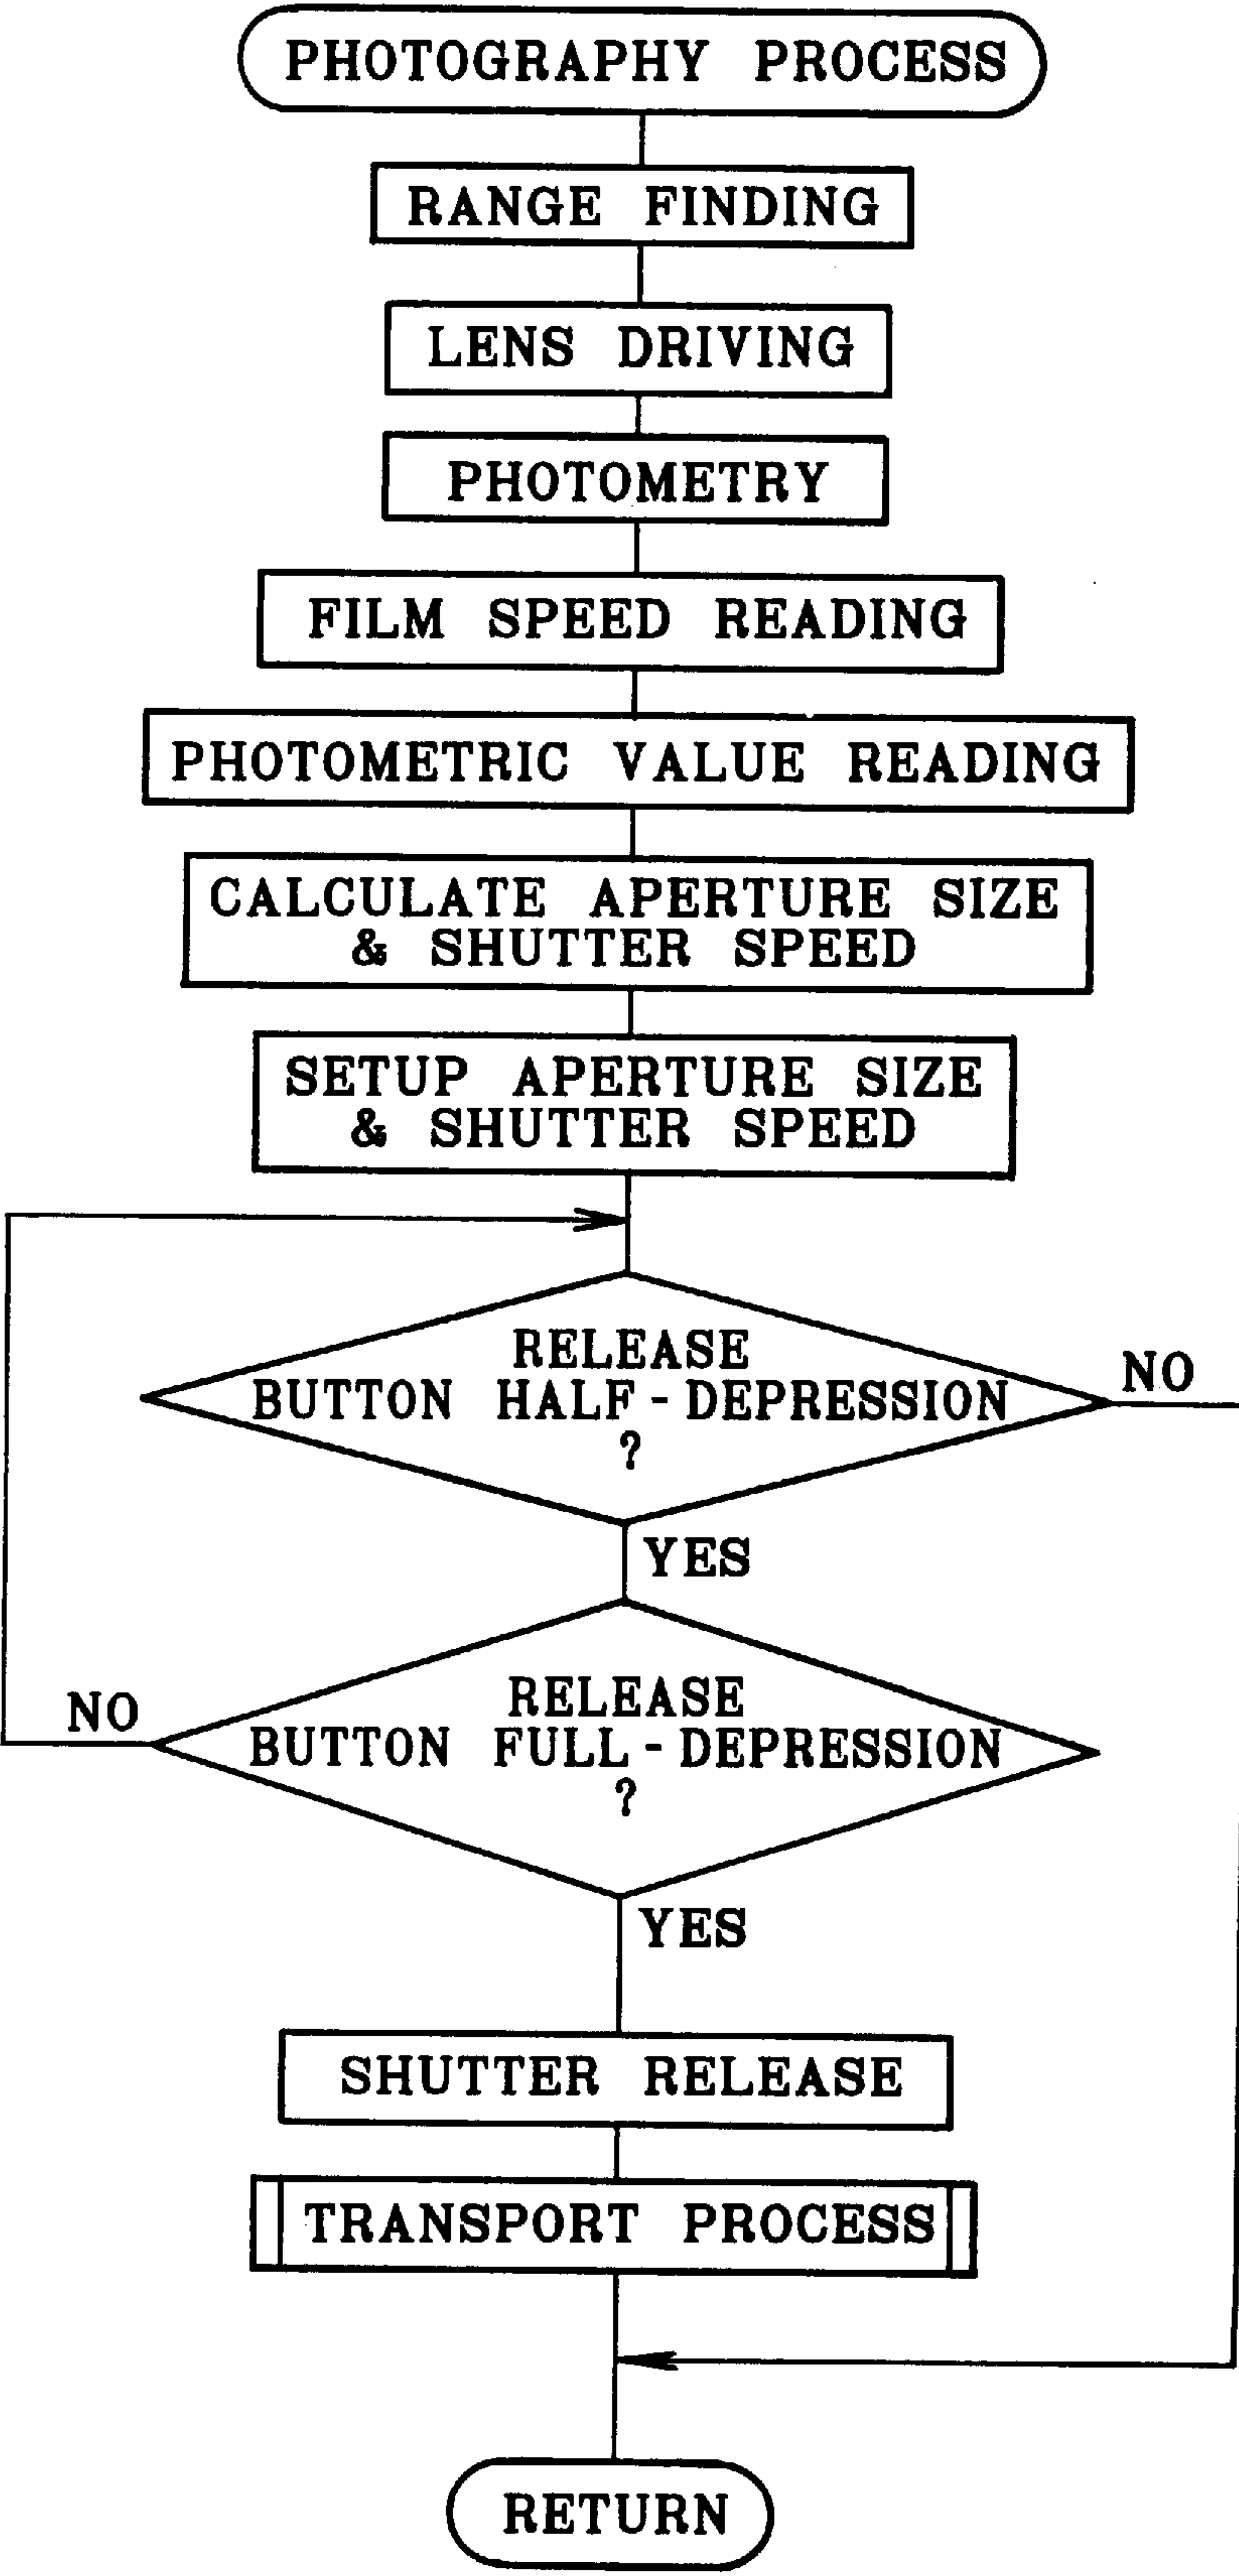 PHOTOGRAPHY PROCESS
RANGE FINDING
LENS DRIVING
PHOTOMETRY
FILM SPEED READING
PHOTOMETRIC VALUE READING
CALCULATE APERTURE SIZE
& SHUTTER SPEED
SETUP APERTURE SIZE
& SHUTTER SPEED
RELEASE
BUTTON HALF-DEPRESSION
?
NO
YES
RELEASE
BUTTON FULL-DEPRESSION
?
NO
YES
SHUTTER RELEASE
TRANSPORT PROCESS
RETURN